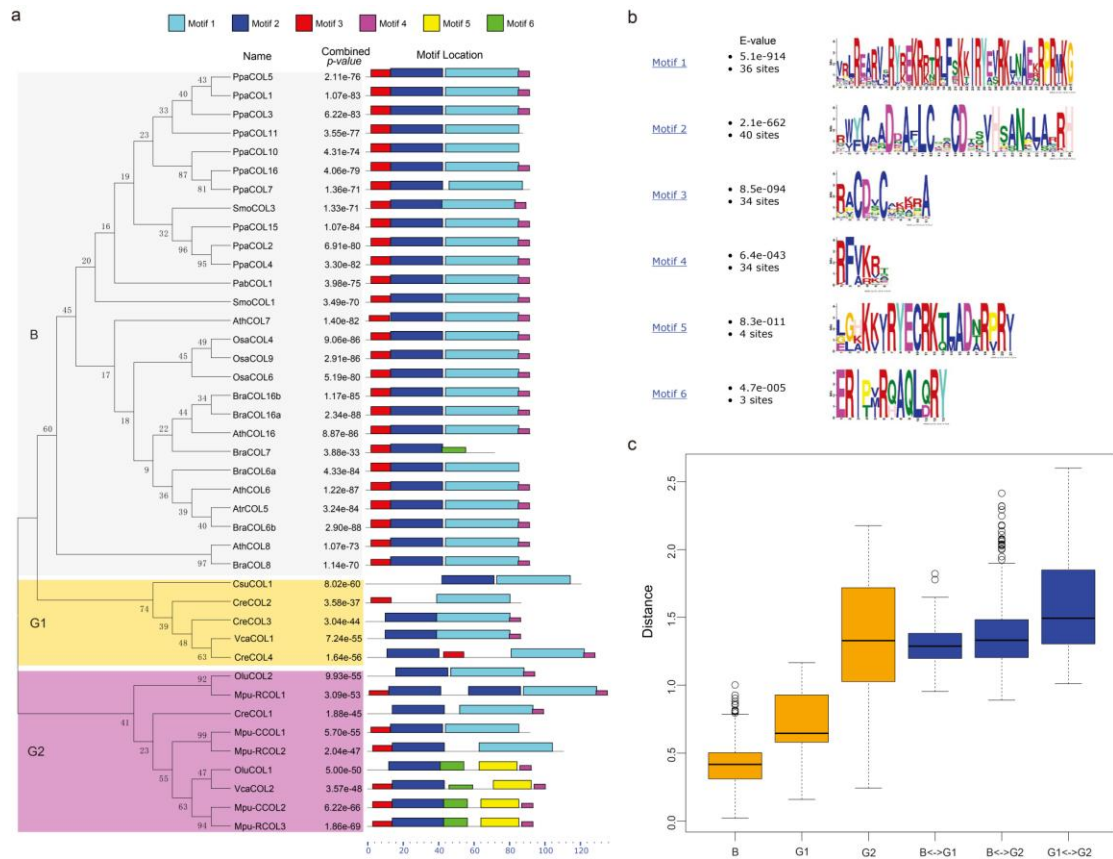 a
Motif 1 Motif 2 Motif 3 Motif 4 Motif 5 Motif 6
Name Combined p-value Motif Location
43 PpaCOL5 2.11e-76
40 PpaCOL1 1.07e-83
33 PpaCOL3 6.22e-83
23 PpaCOL11 3.55e-77
PpaCOL10 4.31e-74
87 PpaCOL16 4.06e-79
19 81 PpaCOL7 1.36e-71
SmoCOL3 1.33e-71
16 32 PpaCOL15 1.07e-84
96 PpaCOL2 6.91e-80
20 95 PpaCOL4 3.30e-82
PabCOL1 3.98e-75
45 SmoCOL1 3.49e-70
B AthCOL7 1.40e-82
49 OsaCOL4 9.06e-86
45 OsaCOL9 2.91e-86
17 OsaCOL6 5.19e-80
34 BraCOL16b 1.17e-85
44 BraCOL16a 2.34e-88
18 22 AthCOL16 8.87e-86
60 BraCOL7 3.88e-33
9 BraCOL6a 4.33e-84
36 AthCOL6 1.22e-87
39 AtrCOL5 3.24e-84
40 BraCOL6b 2.90e-88
AthCOL8 1.07e-73
97 BraCOL8 1.14e-70
CsuCOL1 8.02e-60
74 CreCOL2 3.58e-37
G1 39 CreCOL3 3.04e-44
48 VcaCOL1 7.24e-55
63 CreCOL4 1.64e-56
92 OluCOL2 9.93e-55
Mpu-RCOL1 3.09e-53
41 CreCOL1 1.88e-45
99 Mpu-CCOL1 5.70e-55
G2 23 Mpu-RCOL2 2.04e-47
55 47 OluCOL1 5.00e-50
VcaCOL2 3.57e-48
63 Mpu-CCOL2 6.22e-66
94 Mpu-RCOL3 1.86e-69
0 20 40 60 80 100 120
b
E-value
Motif 1 • 5.1e-914
• 36 sites
Motif 2 • 2.1e-662
• 40 sites
Motif 3 • 8.5e-094
• 34 sites
Motif 4 • 6.4e-043
• 34 sites
Motif 5 • 8.3e-011
• 4 sites
Motif 6 • 4.7e-005
• 3 sites
c
Distance
2.5
2.0
1.5
1.0
0.5
0.0
B G1 G2 B<->G1 B<->G2 G1<->G2